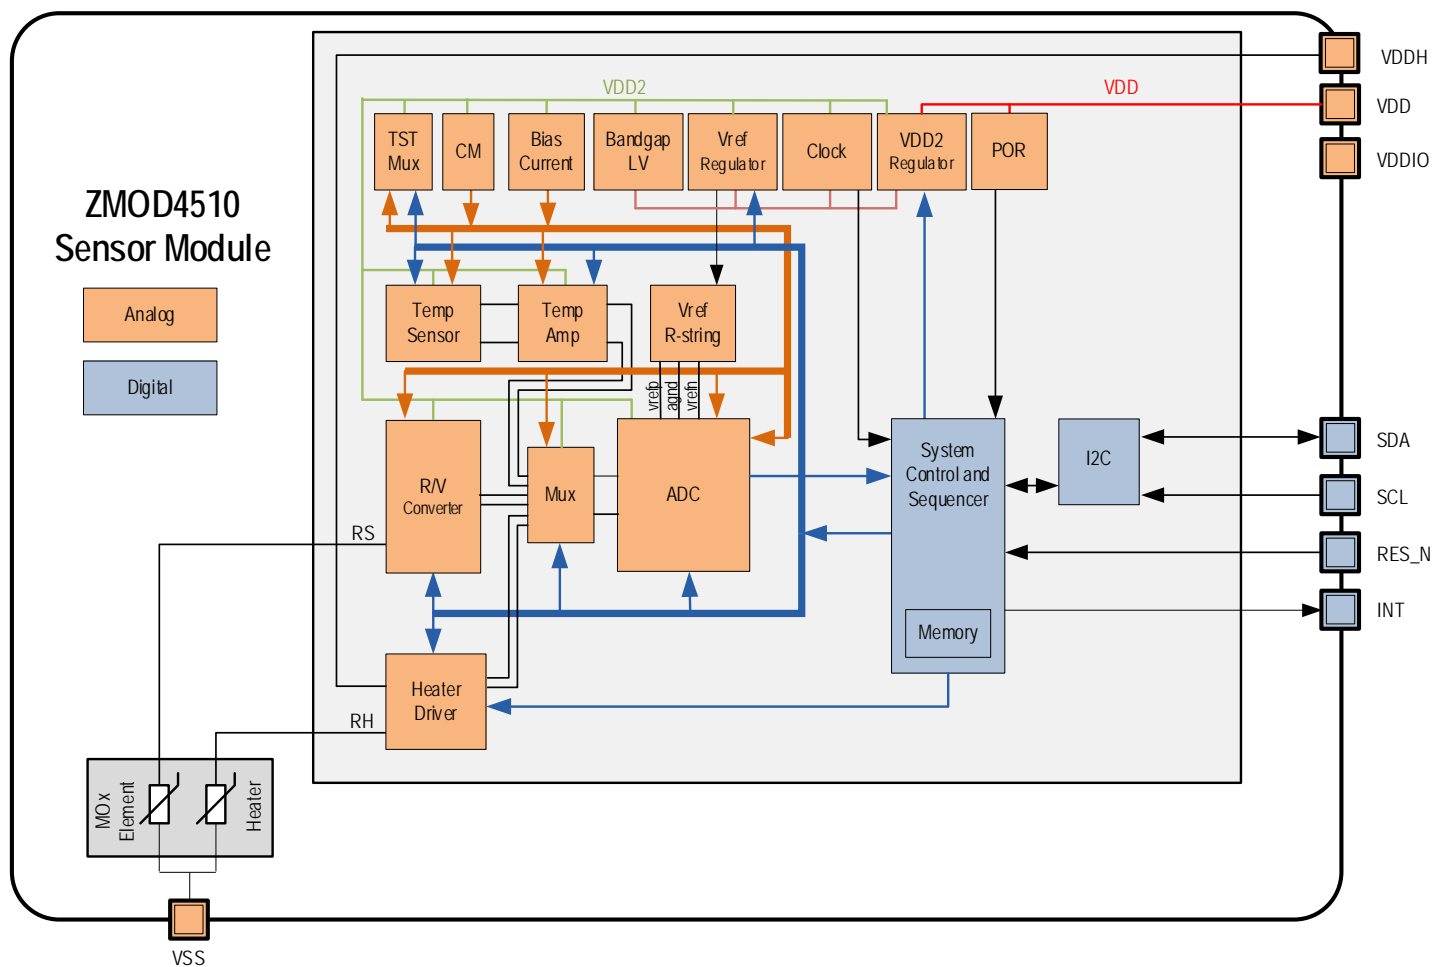 VDDH
VDD2
VDD
VDD
TST
Mux
CM
Bias
Current
Bandgap
LV
Vref
Regulator
Clock
VDD2
Regulator
POR
VDDIO
ZMOD4510
Sensor Module
Analog
Digital
Temp
Sensor
Temp
Amp
Vref
R-string
vrefp
agnd
vrefn
R/V
Converter
Mux
ADC
System
Control and
Sequencer
I2C
SDA
SCL
RES_N
INT
RS
Memory
Heater
Driver
RH
MOx
Element
Heater
VSS